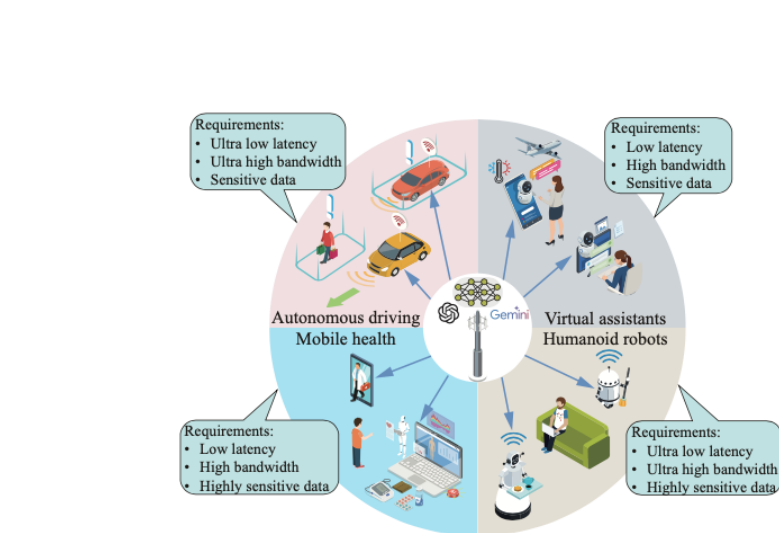 Requirements:
• Ultra low latency
• Ultra high bandwidth
• Sensitive data
Requirements:
• Low latency
• High bandwidth
• Sensitive data
Gemini
Autonomous driving
Virtual assistants
Mobile health
Humanoid robots
Requirements:
• Low latency
• High bandwidth
• Highly sensitive data
Requirements:
• Ultra low latency
• Ultra high bandwidth
• Highly sensitive data